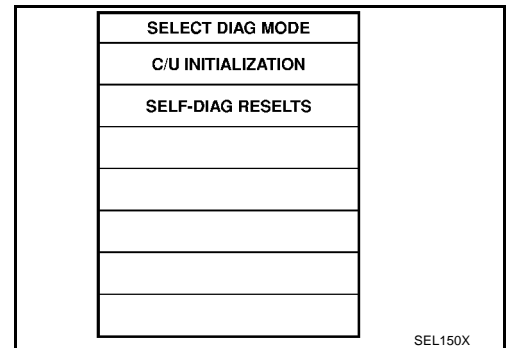 SELECT DIAG MODE
C/U INITIALIZATION
SELF-DIAG RESELTS
SEL150X